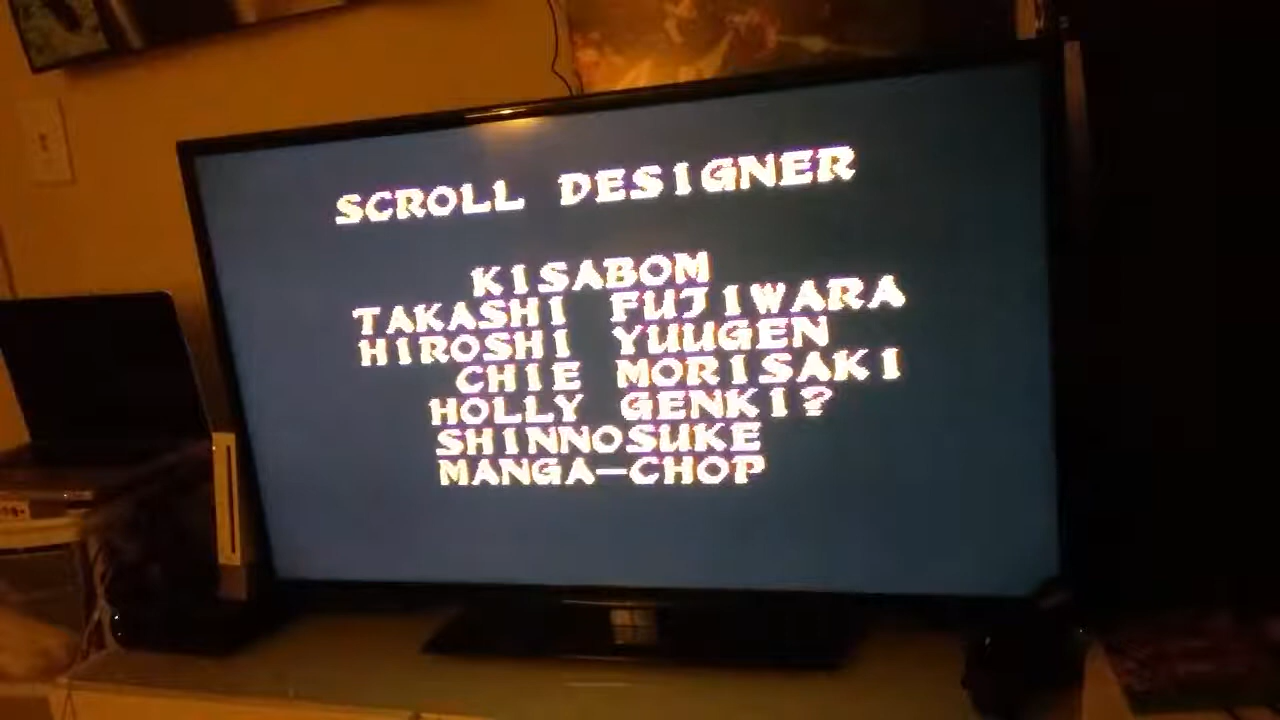 SCROLL DESIGNER
KISABOM
TAKASHI FUJIWARA
HIROSHI YUUGEN
CHIE MORISAKI
HOLLY GENKI?
SHINNOSUKE
MANGA-CHOP